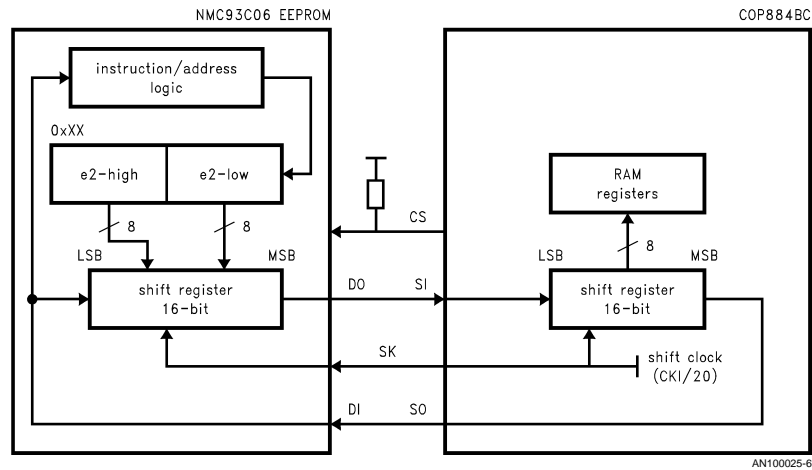 NMC93C06 EEPROM
COP884BC
instruction/address
logic
0xXX
e2-high
e2-low
RAM
registers
CS
8
8
8
LSB
MSB
LSB
MSB
shift register
16-bit
DO
SI
shift register
16-bit
SK
shift clock
(CKI/20)
DI
SO
AN100025-6